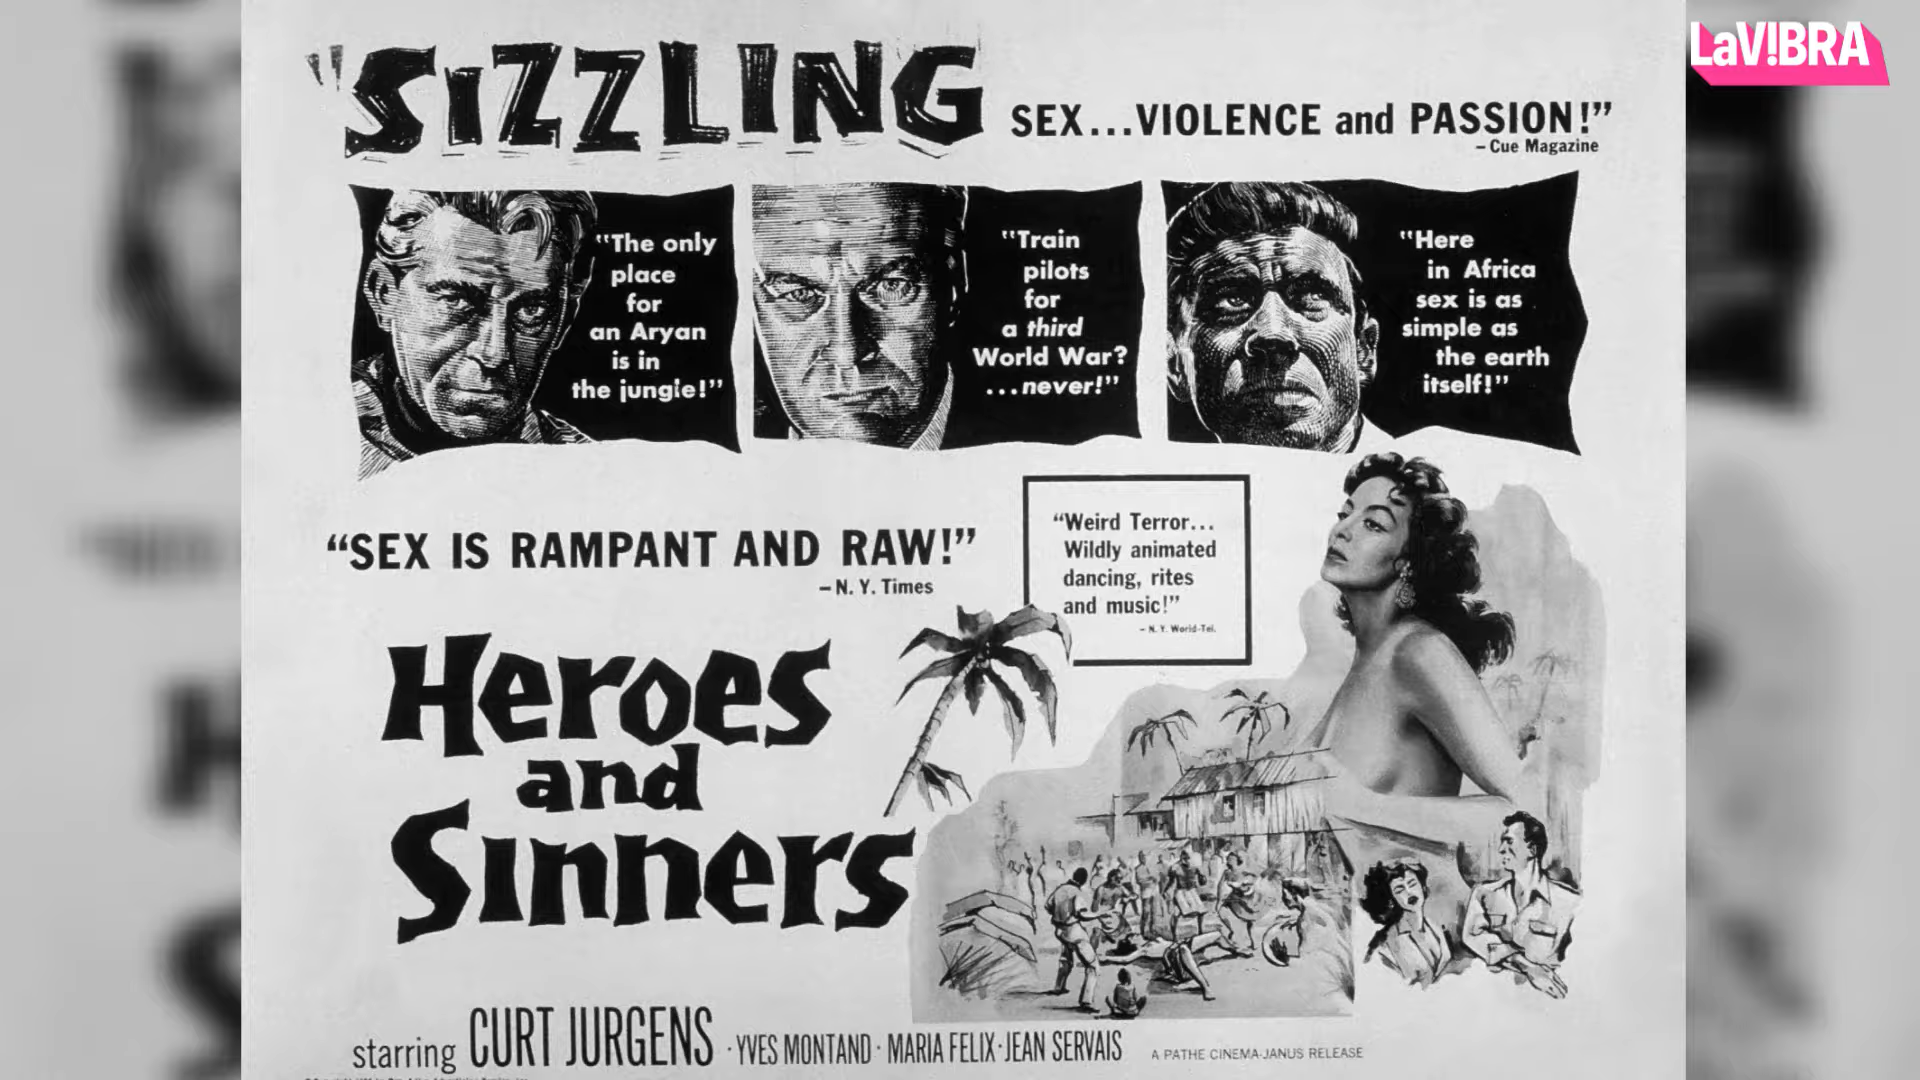 LaV!BRA
"SIZZLING
SEX...VIOLENCE and PASSION!"
– Cue Magazine
"The only
place
for
an Aryan
is in
the jungle!"
"Train
pilots
for
a third
World War?
...never!"
"Here
in Africa
sex is as
simple as
the earth
itself!"
"SEX IS RAMPANT AND RAW!"
– N. Y. Times
"Weird Terror...
Wildly animated
dancing, rites
and music!"
– N. Y. World-Tel.
Heroes
and
Sinners
starring CURT JURGENS · YVES MONTAND · MARIA FELIX · JEAN SERVAIS
A PATHE CINEMA-JANUS RELEASE